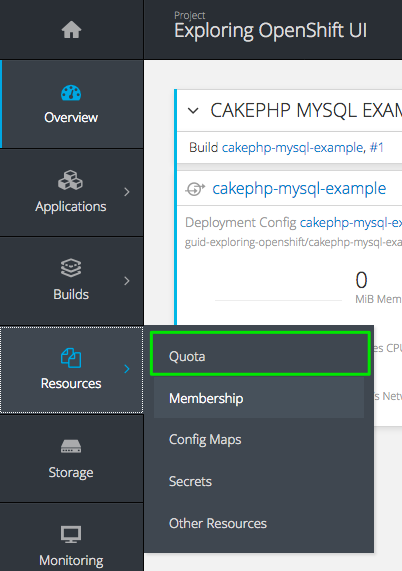 Project
Exploring OpenShift UI
Overview
Applications
Builds
Resources
Storage
Monitoring
CAKEPHP MYSQL EXAM
Build cakephp-mysql-example, #1
cakephp-mysql-example
Deployment Config cakephp-mysql-ex
guid-exploring-openshift/cakephp-mysql-exa
0
MiB Mem
es CPU
s Netw
Quota
Membership
Config Maps
Secrets
Other Resources